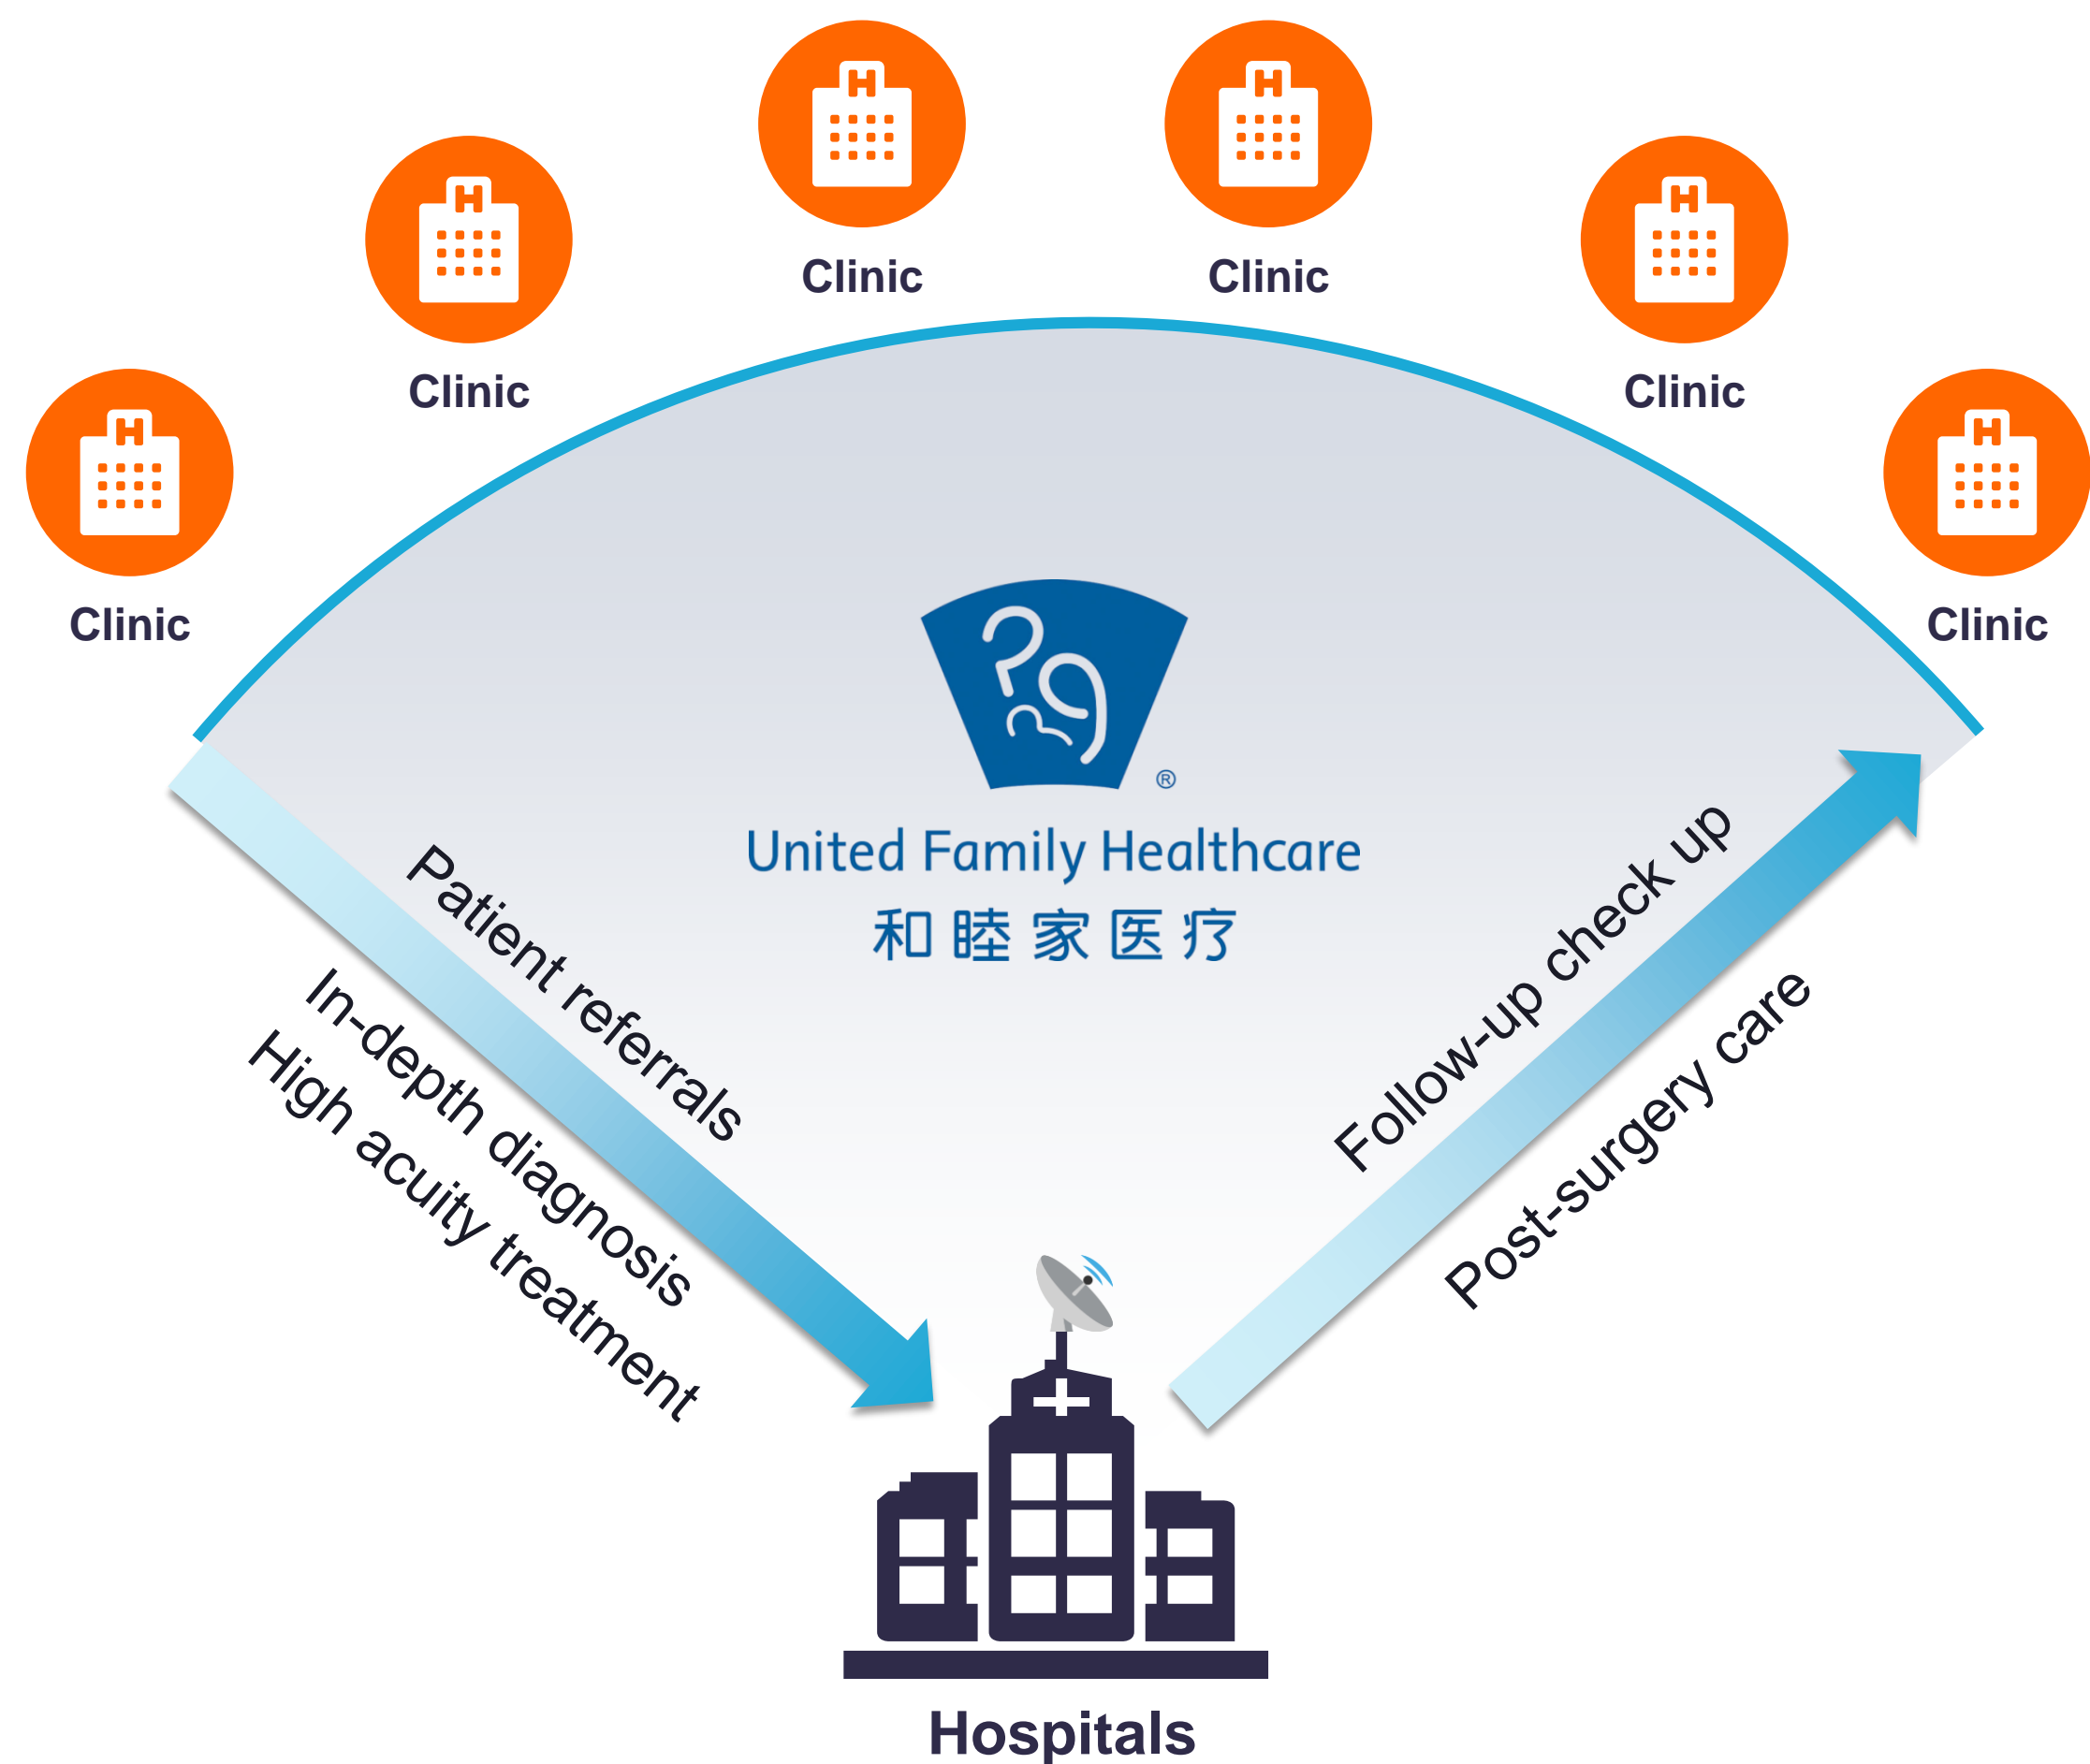 Clinic
Clinic
Clinic
Clinic
Clinic
Clinic
®
United Family Healthcare
和睦家医疗
Patient referrals
In-depth diagnosis
High acuity treatment
Follow-up check up
Post-surgery care
Hospitals